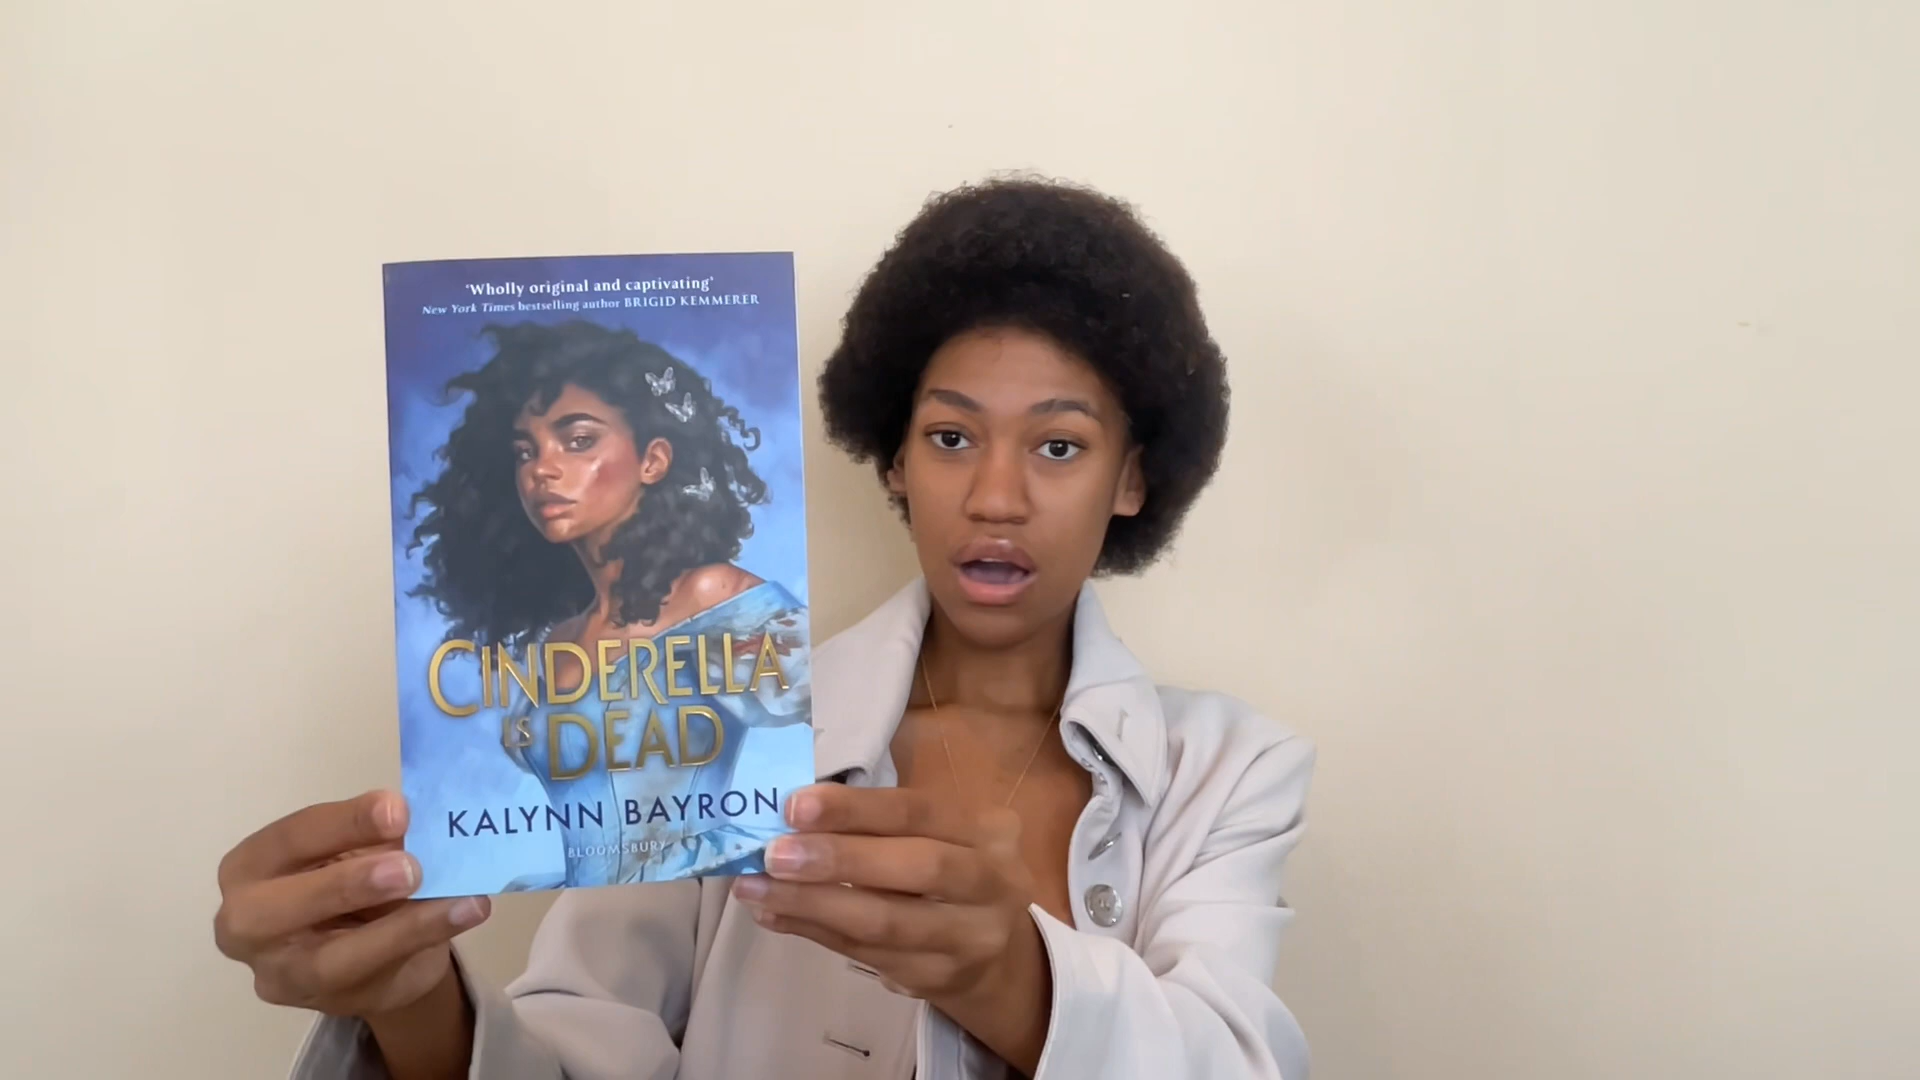 'Wholly original and captivating'
New York Times bestselling author BRIGID KEMMERER
CINDERELLA
IS DEAD
KALYNN BAYRON
BLOOMSBURY